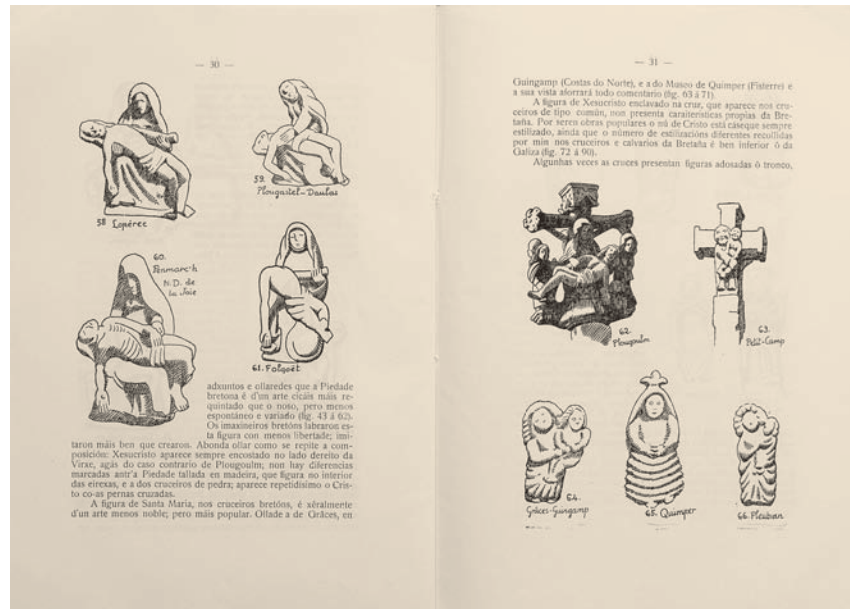 — 30 —
58 Lopérec
59.
Plougastel-Daulas
60.
Penmarc'h
N.D. de
la Joie
61. Folgoët
adxuntos e ollaredes que a Piedade
bretona é d'un arte cicáis máis re-
quintado que o noso, pero menos
espontáneo e variado (fig. 43 á 62).
Os imaxineiros bretóns labearon es-
ta figura con menos libertade; imi-
taron máis ben que crearon. Abonda ollar como se repite a com-
posición: Xesucristo aparece sempre encostado no lado dereito da
Virxe, agás do caso contrario de Plougoulm; non hay diferencias
marcadas antr'a Piedade tallada en madeira, que figura no interior
das eirexas, e a dos cruceiros de pedra; aparece repetidísimo o Cris-
to co-as pernas cruzadas.
A figura de Santa Maria, nos cruceiros bretóns, é xéralmente
d'un arte menos noble; pero máis popular. Ollade a de Grâces, en
— 31 —
Guingamp (Costas do Norte), e a do Museo de Quimper (Fisterre) e
a sua vista aforrará todo comentario (fig. 63 á 71).
A figura de Xesucristo enclavado na cruz, que aparece nos cru-
ceiros de tipo común, non presenta caraiterísticas propias da Bre-
taña. Por seren obras populares o nú de Cristo está cáseque sempre
estilizado, ainda que o número de estilizacións diferentes recollidas
por min nos cruceiros e calvarios da Bretaña é ben inferior ô da
Galiza (fig. 72 á 90).
Algunhas veces as cruces presentan figuras adosadas ô tronco,
62.
Plougoulm
63.
Petit-Camp
64.
Grâces-Guingamp
65. Quimper
66. Pleubian